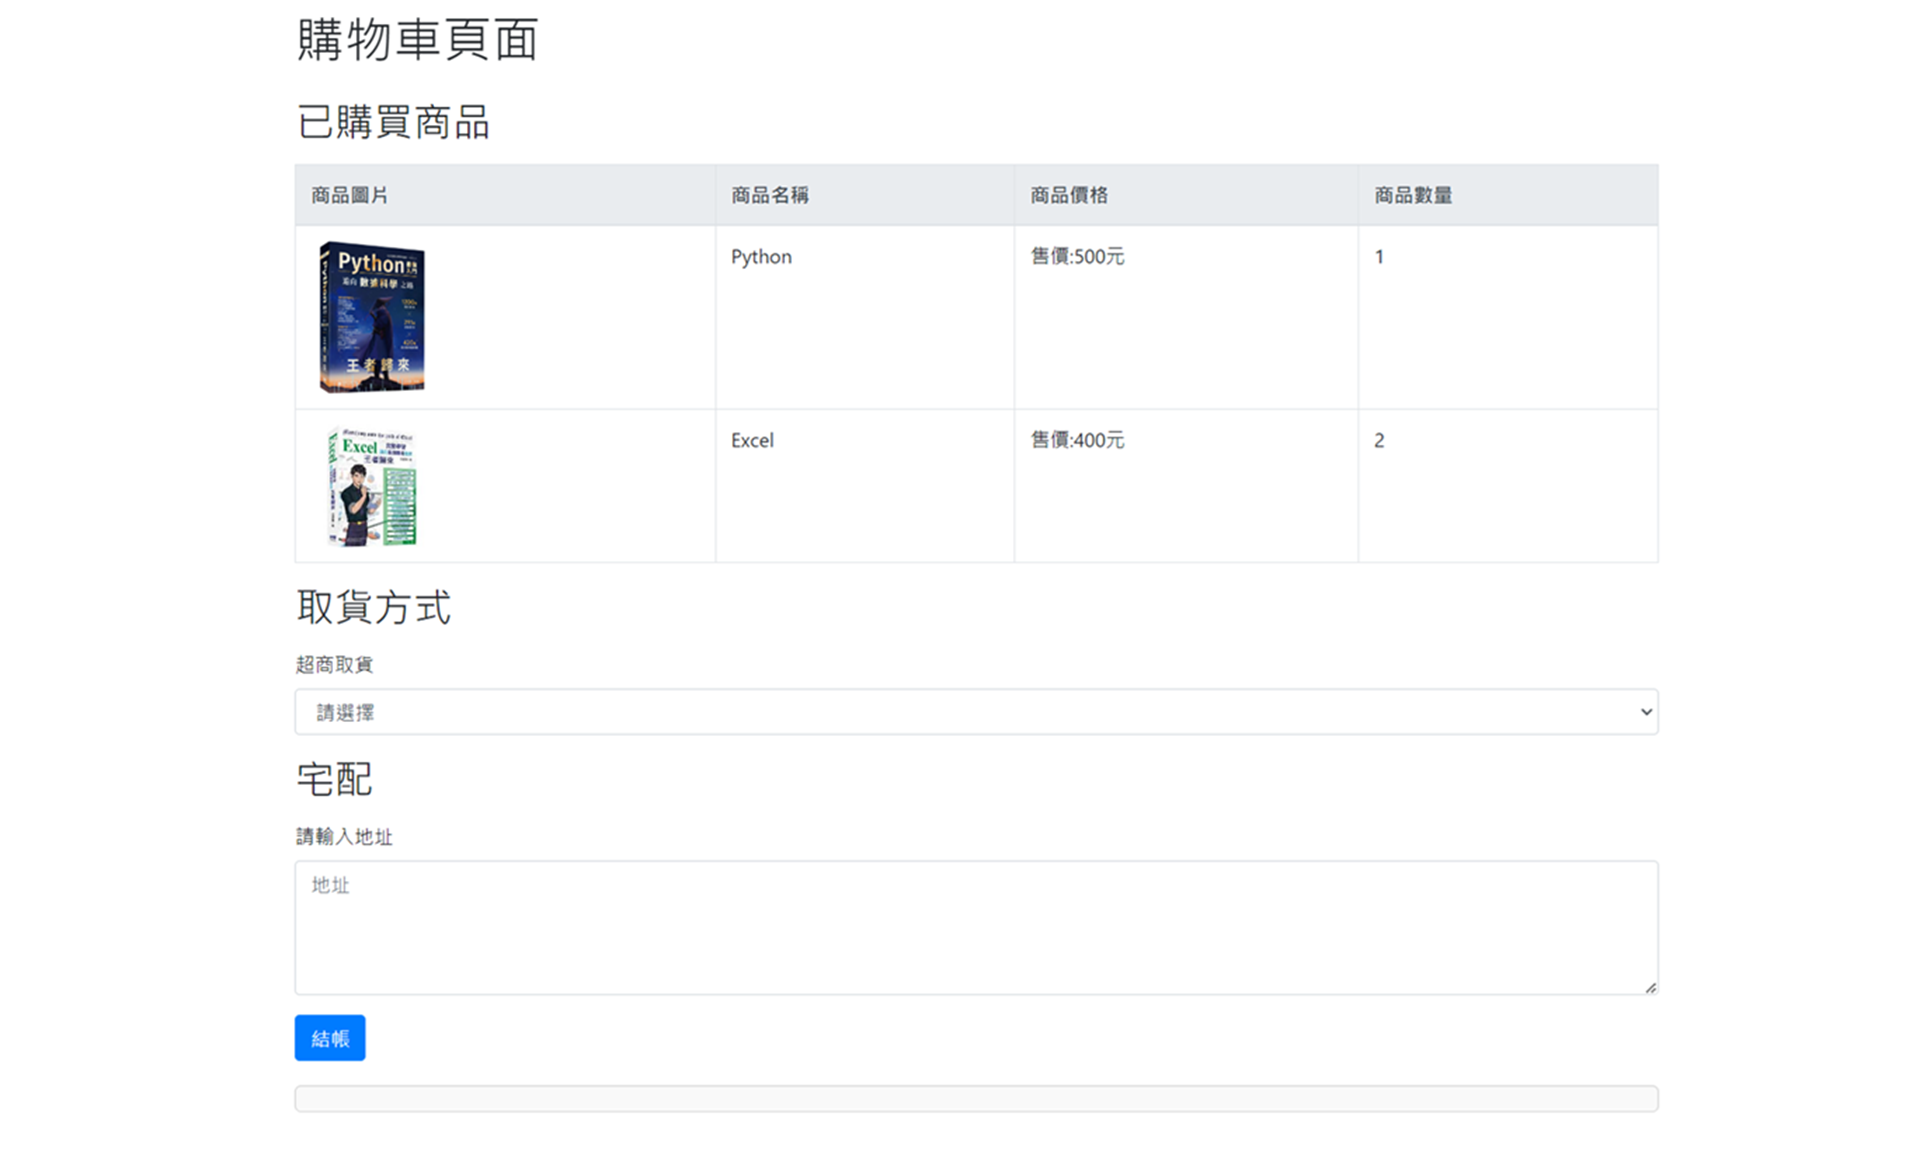 購物車頁面
已購買商品
商品圖片 商品名稱 商品價格 商品數量
Python
邁向數據科學之路
王者歸來
Python 售價:500元 1
Excel
王者歸來
Excel 售價:400元 2
取貨方式
超商取貨
請選擇
宅配
請輸入地址
地址
結帳